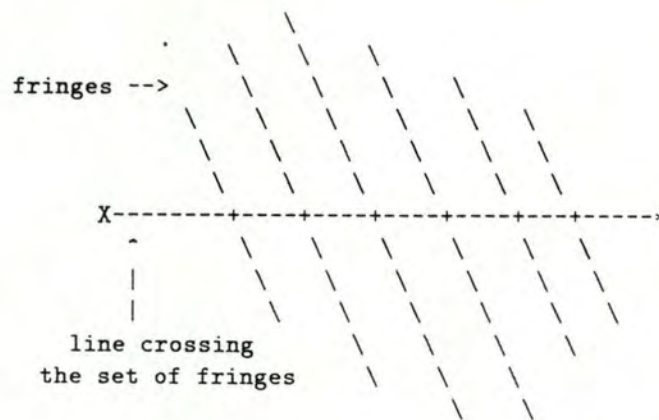 fringes -->
X--------+-----+-----+-----+-----+----+------>
line crossing
the set of fringes